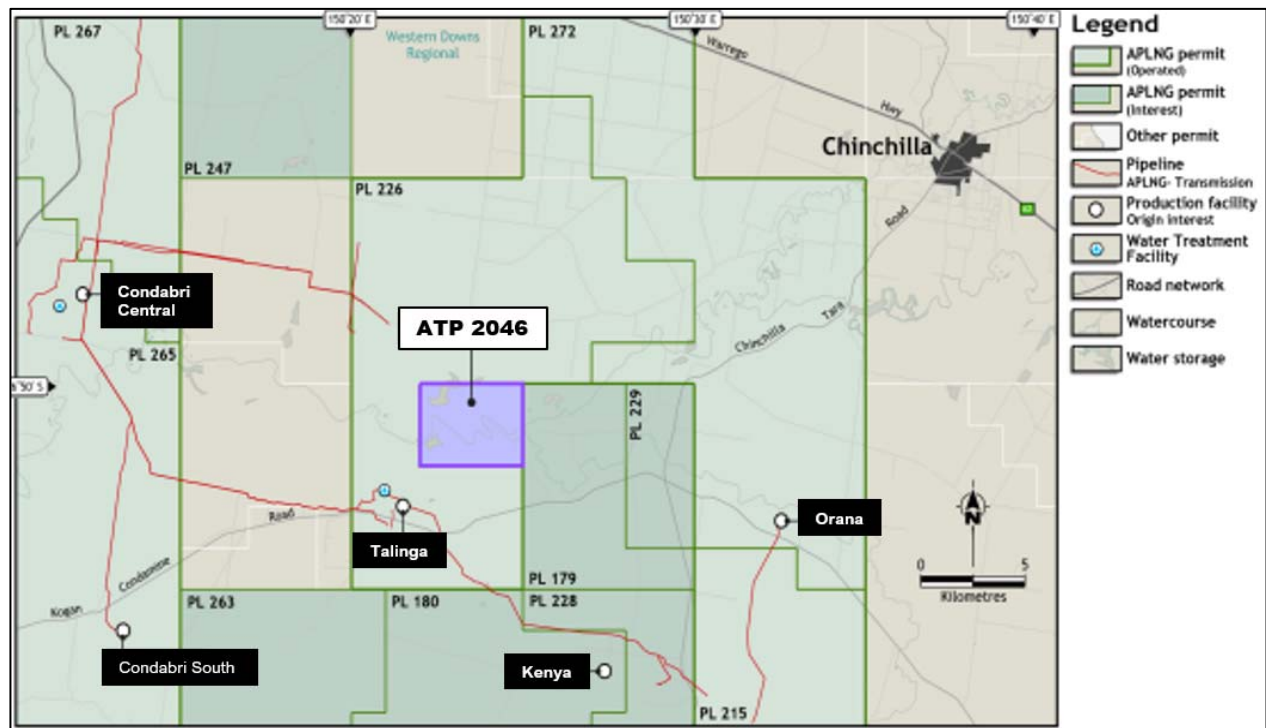 PL 267
150°20' E
Western Downs
Regional
PL 272
150°30' E
150°40' E
Warrego
Hwy
Chinchilla
PL 247
PL 226
Road
Condabri
Central
ATP 2046
Chinchilla
Tara
PL 265
6°50' S
PL 229
Orana
Talinga
Road
Condamine
Kogan
PL 179
PL 263
PL 180
PL 228
Condabri South
Kenya
PL 215
N
0 5
Kilometres
Legend
APLNG permit
(Operated)
APLNG permit
(Interest)
Other permit
Pipeline
APLNG- Transmission
Production facility
Origin interest
Water Treatment
Facility
Road network
Watercourse
Water storage